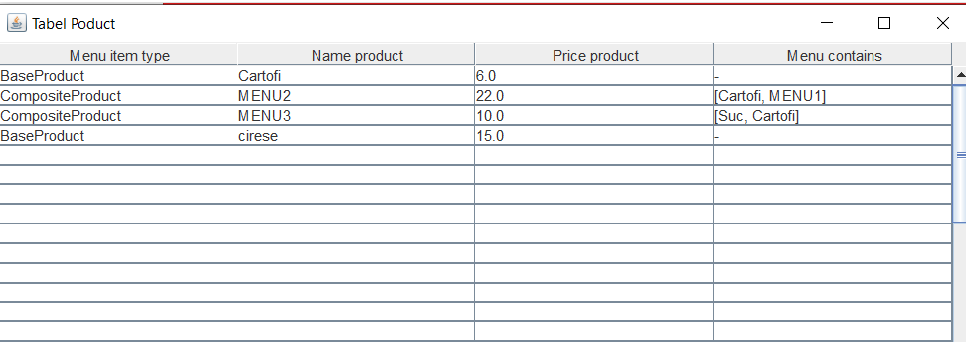 Tabel Poduct
Menu item type Name product Price product Menu contains
BaseProduct Cartofi 6.0 -
CompositeProduct MENU2 22.0 [Cartofi, MENU1]
CompositeProduct MENU3 10.0 [Suc, Cartofi]
BaseProduct cirese 15.0 -